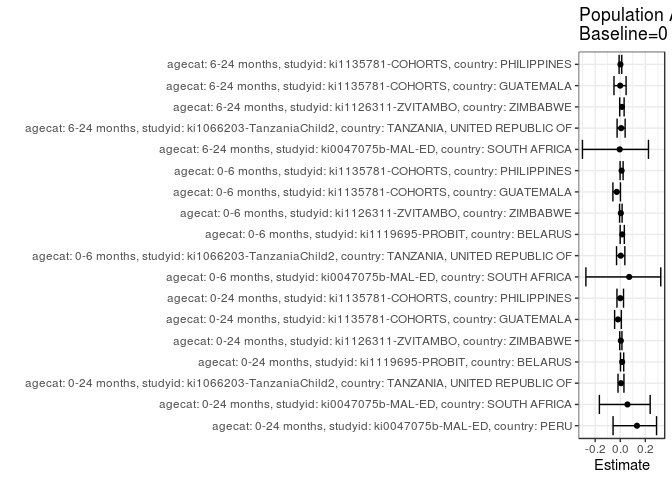 Population
Baseline=0
agecat: 6-24 months, studyid: ki1135781-COHORTS, country: PHILIPPINES
agecat: 6-24 months, studyid: ki1135781-COHORTS, country: GUATEMALA
agecat: 6-24 months, studyid: ki1126311-ZVITAMBO, country: ZIMBABWE
agecat: 6-24 months, studyid: ki1066203-TanzaniaChild2, country: TANZANIA, UNITED REPUBLIC OF
agecat: 6-24 months, studyid: ki0047075b-MAL-ED, country: SOUTH AFRICA
agecat: 0-6 months, studyid: ki1135781-COHORTS, country: PHILIPPINES
agecat: 0-6 months, studyid: ki1135781-COHORTS, country: GUATEMALA
agecat: 0-6 months, studyid: ki1126311-ZVITAMBO, country: ZIMBABWE
agecat: 0-6 months, studyid: ki1119695-PROBIT, country: BELARUS
agecat: 0-6 months, studyid: ki1066203-TanzaniaChild2, country: TANZANIA, UNITED REPUBLIC OF
agecat: 0-6 months, studyid: ki0047075b-MAL-ED, country: SOUTH AFRICA
agecat: 0-24 months, studyid: ki1135781-COHORTS, country: PHILIPPINES
agecat: 0-24 months, studyid: ki1135781-COHORTS, country: GUATEMALA
agecat: 0-24 months, studyid: ki1126311-ZVITAMBO, country: ZIMBABWE
agecat: 0-24 months, studyid: ki1119695-PROBIT, country: BELARUS
agecat: 0-24 months, studyid: ki1066203-TanzaniaChild2, country: TANZANIA, UNITED REPUBLIC OF
agecat: 0-24 months, studyid: ki0047075b-MAL-ED, country: SOUTH AFRICA
agecat: 0-24 months, studyid: ki0047075b-MAL-ED, country: PERU
-0.2 0.0 0.2
Estimate